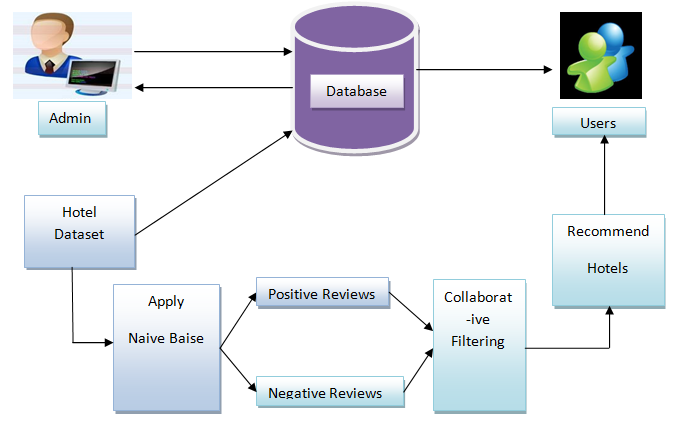 Database
Admin
Users
Hotel
Dataset
Recommend
Hotels
Apply
Naive Baise
Positive Reviews
Negative Reviews
Collaborat
-ive
Filtering